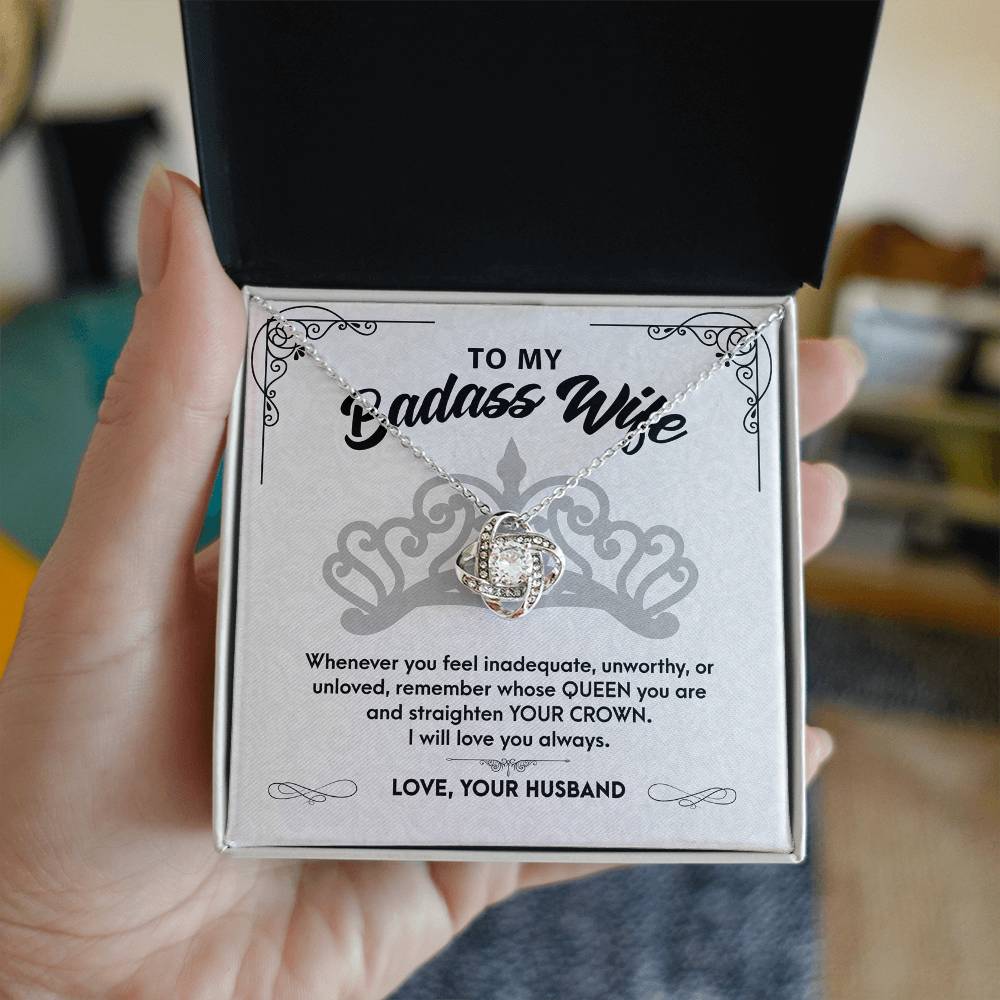 TO MY
Badass Wife
Whenever you feel inadequate, unworthy, or
unloved, remember whose QUEEN you are
and straighten YOUR CROWN.
I will love you always.
LOVE, YOUR HUSBAND